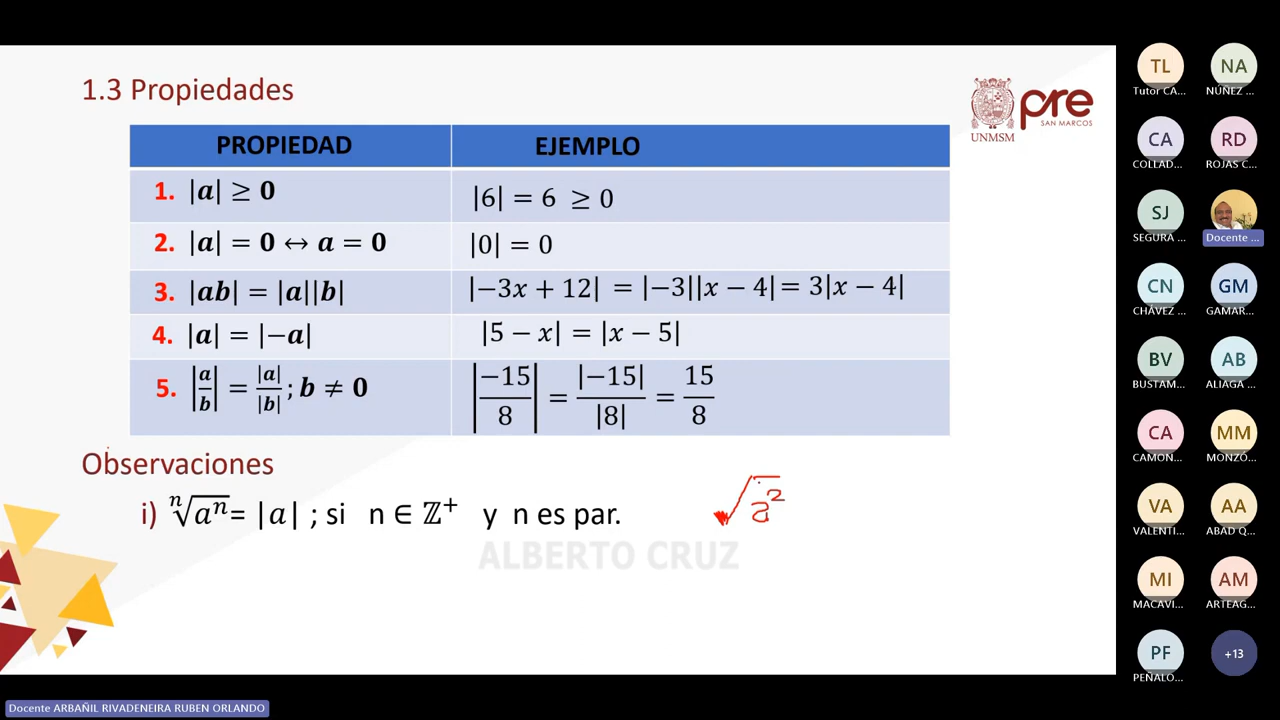 1.3 Propiedades
UNMSM
pre
SAN MARCOS
PROPIEDAD EJEMPLO
1. |a| ≥ 0 |6| = 6 ≥ 0
2. |a| = 0 ↔ a = 0 |0| = 0
3. |ab| = |a||b| |−3x + 12| = |−3||x − 4| = 3|x − 4|
4. |a| = |−a| |5 − x| = |x − 5|
5. |a/b| = |a|/|b| ; b ≠ 0 |−15/8| = |−15|/|8| = 15/8
Observaciones
i) ⁿ√aⁿ = |a| ; si n ∈ ℤ⁺ y n es par. √a²
ALBERTO CRUZ
TL NA
Tutor CA... NÚÑEZ ...
CA RD
COLLAD... ROJAS C...
SJ
SEGURA ... Docente ...
CN GM
CHÁVEZ ... GAMAR...
BV AB
BUSTAM... ALIAGA ...
CA MM
CAMON... MONZÓ...
VA AA
VALENTI... ABAD Q...
MI AM
MACAVI... ARTEAG...
PF +13
PEÑALO...
Docente ARBAÑIL RIVADENEIRA RUBEN ORLANDO